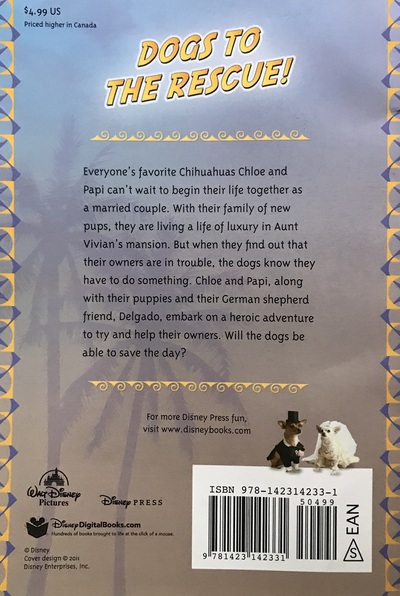 $4.99 US
Priced higher in Canada
DOGS TO
THE RESCUE!
Everyone's favorite Chihuahuas Chloe and
Papi can't wait to begin their life together as
a married couple. With their family of new
pups, they are living a life of luxury in Aunt
Vivian's mansion. But when they find out that
their owners are in trouble, the dogs know they
have to do something. Chloe and Papi, along
with their puppies and their German shepherd
friend, Delgado, embark on a heroic adventure
to try and help their owners. Will the dogs be
able to save the day?
For more Disney Press fun,
visit www.disneybooks.com
WALT DISNEY
Pictures
Disney PRESS
DisneyDigitalBooks.com
Hundreds of books brought to life at the click of a mouse.
© Disney
Cover design © 2011
Disney Enterprises, Inc.
ISBN 978-142314233-1
50499
9 781423 142331
S EAN